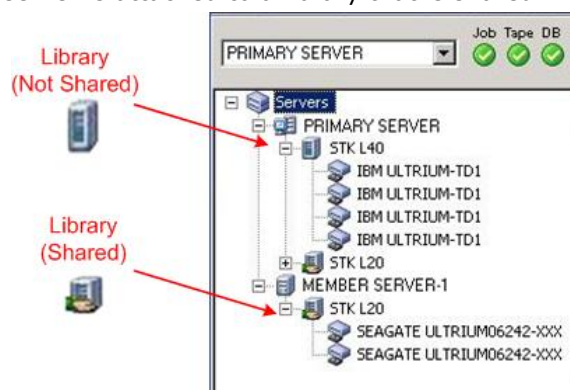 Job Tape DB
PRIMARY SERVER
Library
(Not Shared)
Servers
PRIMARY SERVER
STK L40
IBM ULTRIUM-TD1
IBM ULTRIUM-TD1
IBM ULTRIUM-TD1
IBM ULTRIUM-TD1
Library
(Shared)
STK L20
MEMBER SERVER-1
STK L20
SEAGATE ULTRIUM06242-XXX
SEAGATE ULTRIUM06242-XXX